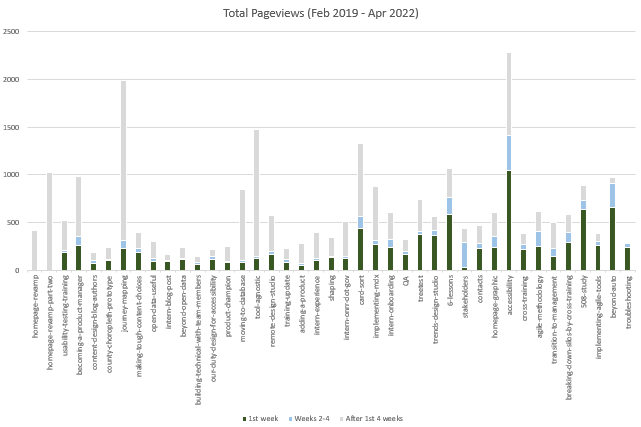 Total Pageviews (Feb 2019 - Apr 2022)
2500
2000
1500
1000
500
0
homepage-revamp
homepage-revamp-part-two
usability-testing-training
becoming-a-product-manager
content-design-blog-authors
county-choropleth-prototype
journey-mapping
making-tough-content-choices
open-data-useful
intern-blog-post
beyond-open-data
building-technical-with-team-members
our-duty-design-for-accessibility
product-champion
moving-to-database
tool-agnostic
remote-design-studio
training-update
adding-a-product
intern-experience
shaping
intern-onrr-dot-gov
card-sort
implementing-mdx
intern-onboarding
QA
treetest
trends-design-studio
6-lessons
stakeholders
contacts
homepage-graphic
accessibility
cross-training
agile-methodology
transition-to-management
breaking-down-silos-by-cross-training
508-study
implementing-agile-tools
beyond-auto
troubleshooting
1st week Weeks 2-4 After 1st 4 weeks